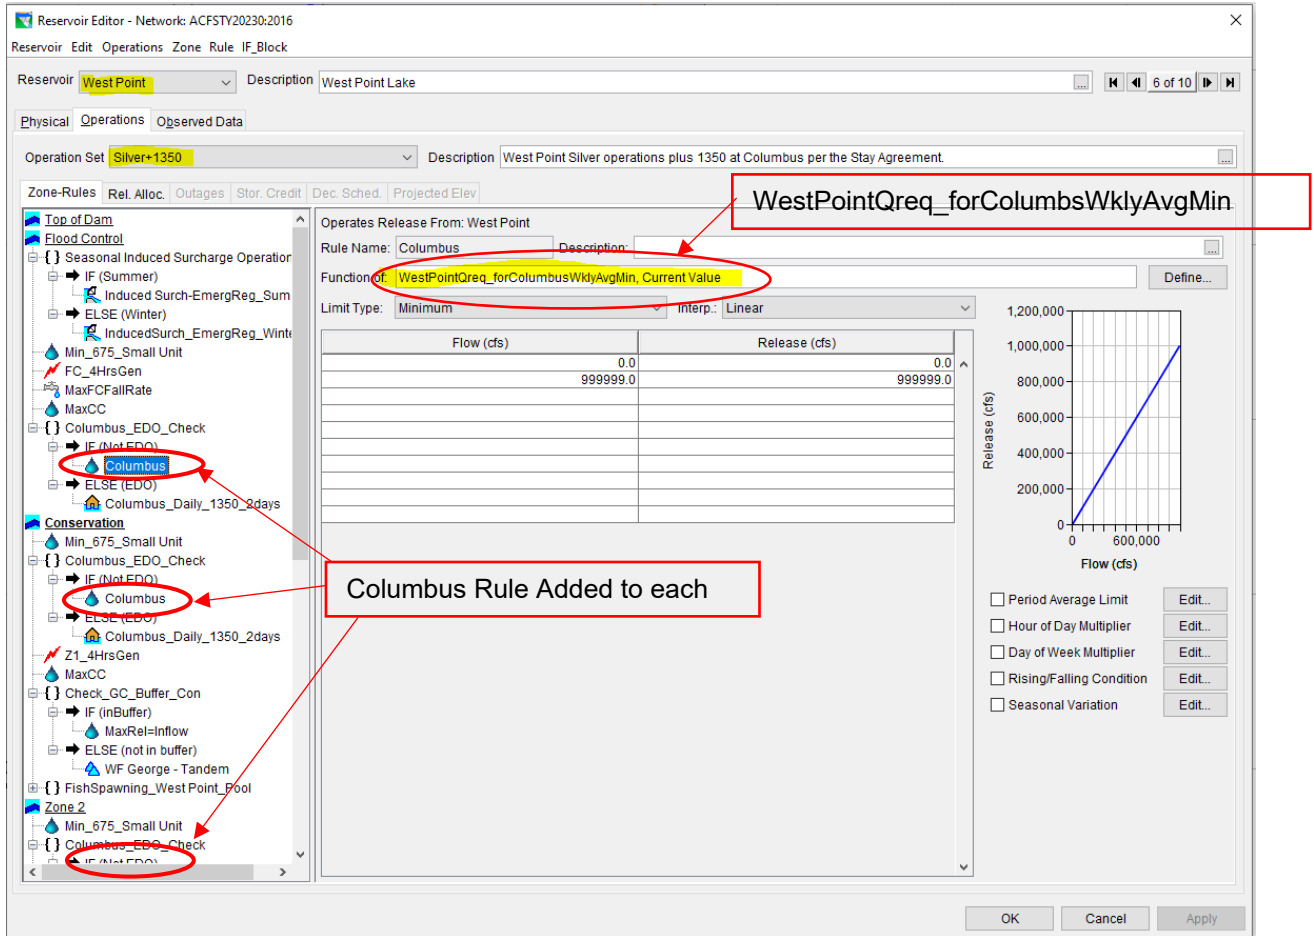 Reservoir Editor - Network: ACFSTY20230:2016
Reservoir Edit Operations Zone Rule IF_Block
Reservoir West Point Description West Point Lake ... 6 of 10
Physical Operations Observed Data
Operation Set Silver+1350 Description West Point Silver operations plus 1350 at Columbus per the Stay Agreement. ...
Zone-Rules Rel. Alloc. Outages Stor. Credit Dec. Sched. Projected Elev
WestPointQreq_forColumbsWklyAvgMin
Top of Dam
Flood Control
{ } Seasonal Induced Surcharge Operation
IF (Summer)
Induced Surch-EmergReg_Sum
ELSE (Winter)
InducedSurch_EmergReg_Winte
Min_675_Small Unit
FC_4HrsGen
MaxFCFallRate
MaxCC
{ } Columbus_EDO_Check
IF (Not EDO)
Columbus
ELSE (EDO)
Columbus_Daily_1350_2days
Conservation
Min_675_Small Unit
{ } Columbus_EDO_Check
IF (Not EDO)
Columbus
ELSE (EDO)
Columbus_Daily_1350_2days
Z1_4HrsGen
MaxCC
{ } Check_GC_Buffer_Con
IF (inBuffer)
MaxRel=Inflow
ELSE (not in buffer)
WF George - Tandem
{ } FishSpawning_West Point_Pool
Zone 2
Min_675_Small Unit
{ } Columbus_EDO_Check
IF (Not EDO)
Operates Release From: West Point
Rule Name: Columbus Description: ...
Function of: WestPointQreq_forColumbusWklyAvgMin, Current Value Define...
Limit Type: Minimum Interp.: Linear
Flow (cfs) Release (cfs)
0.0 0.0
999999.0 999999.0
Columbus Rule Added to each
1,200,000
1,000,000
800,000
600,000
400,000
200,000
0
Release (cfs)
0 600,000
Flow (cfs)
Period Average Limit Edit...
Hour of Day Multiplier Edit...
Day of Week Multiplier Edit...
Rising/Falling Condition Edit...
Seasonal Variation Edit...
OK Cancel Apply